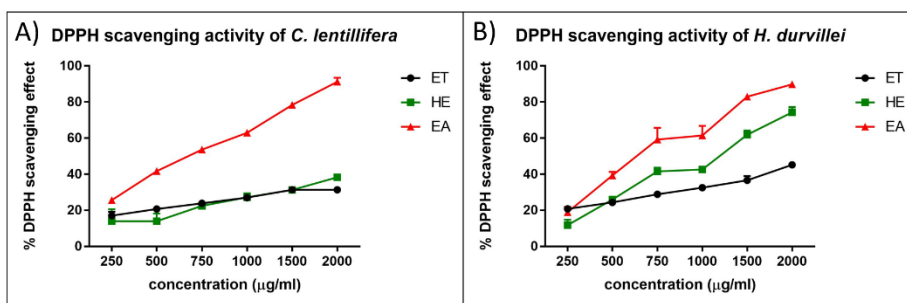 A) DPPH scavenging activity of C. lentillifera
% DPPH scavenging effect
100
80
60
40
20
0
250 500 750 1000 1500 2000
concentration (μg/ml)
ET
HE
EA
B) DPPH scavenging activity of H. durvillei
% DPPH scavenging effect
100
80
60
40
20
0
250 500 750 1000 1500 2000
concentration (μg/ml)
ET
HE
EA